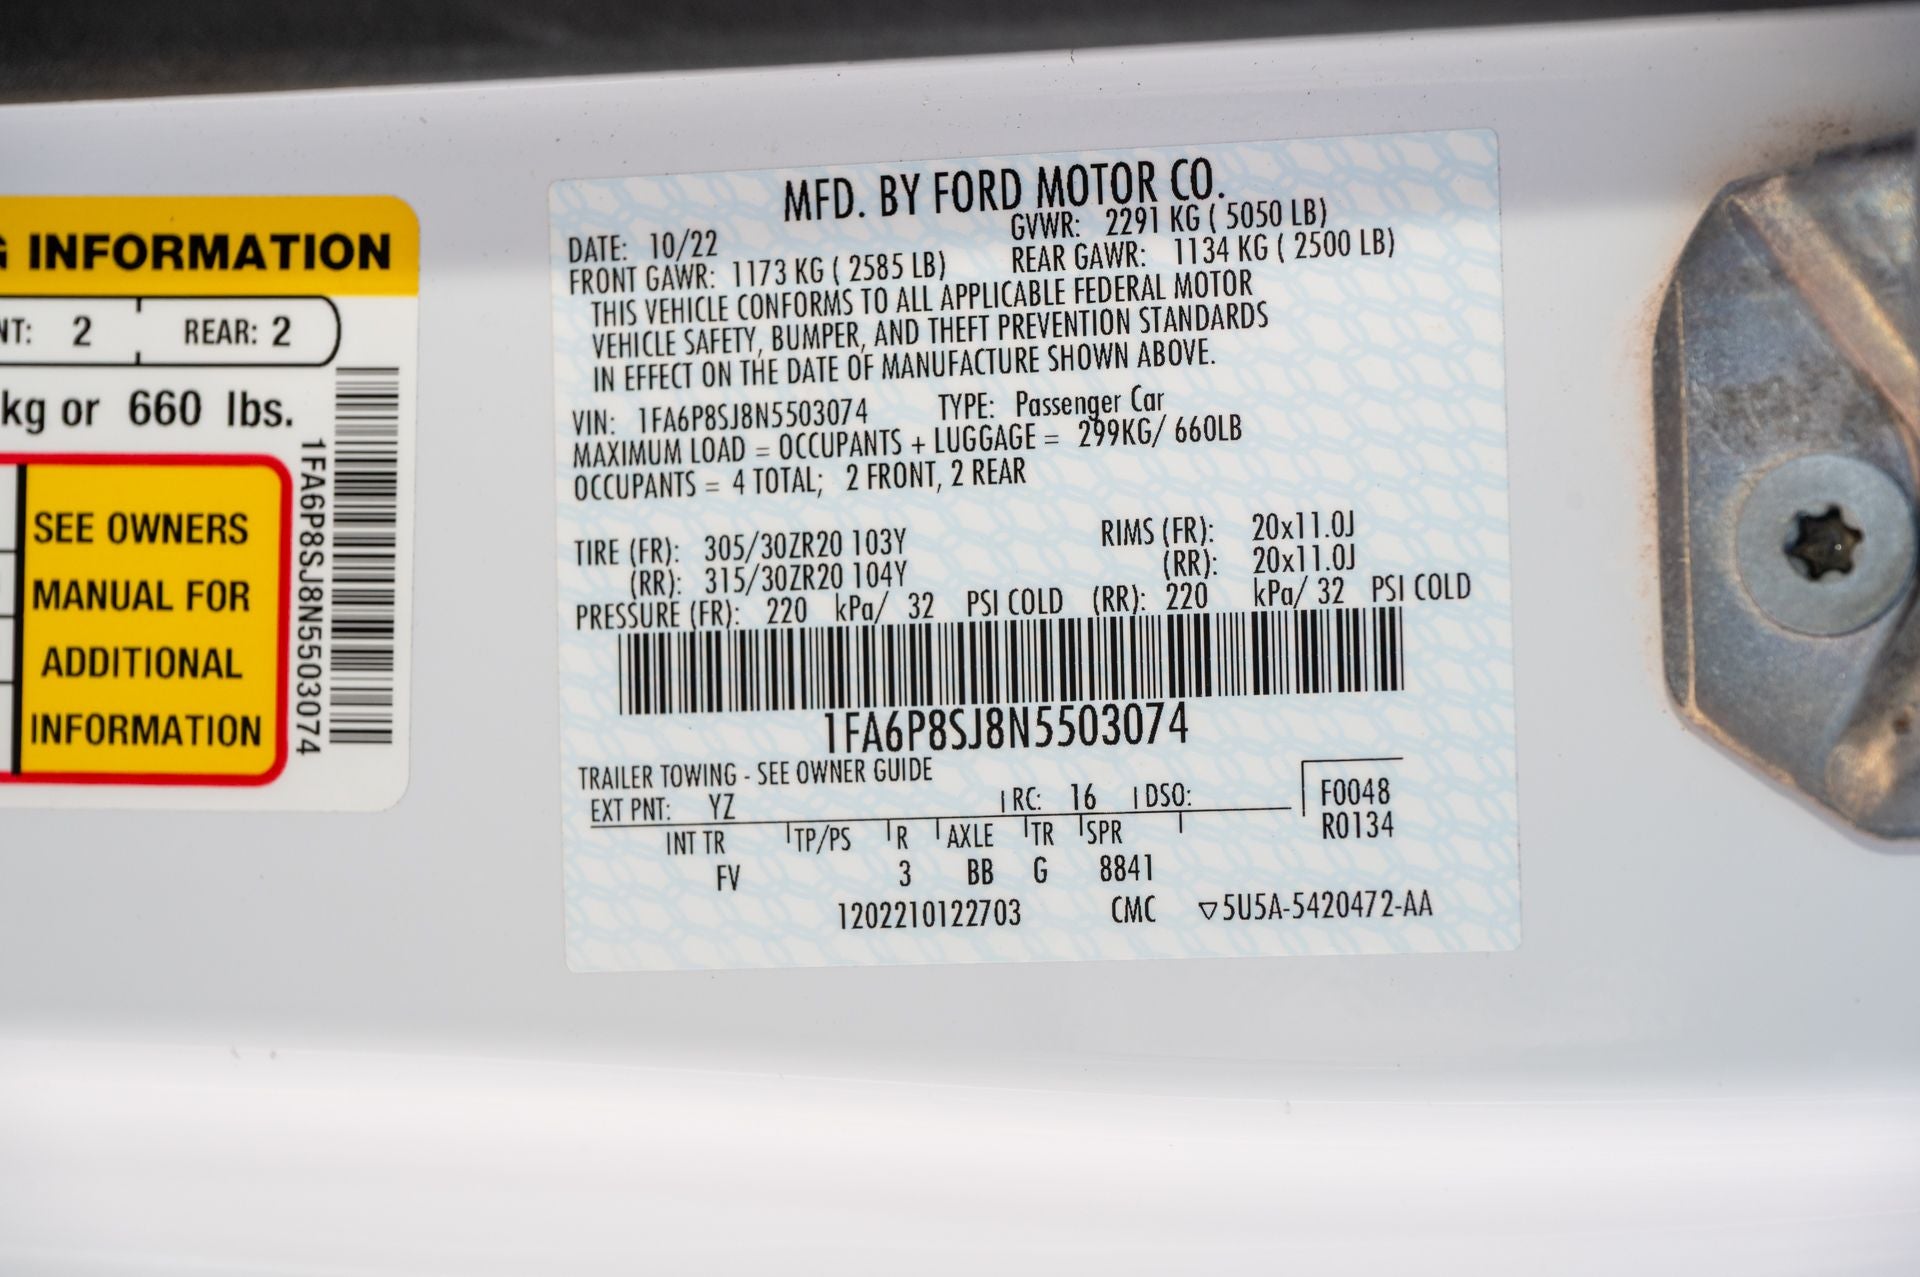 G INFORMATION
NT: 2 REAR: 2
kg or 660 lbs.
SEE OWNERS
MANUAL FOR
ADDITIONAL
INFORMATION
1FA6P8SJ8N5503074
MFD. BY FORD MOTOR CO.
DATE: 10/22 GVWR: 2291 KG ( 5050 LB)
FRONT GAWR: 1173 KG ( 2585 LB) REAR GAWR: 1134 KG ( 2500 LB)
THIS VEHICLE CONFORMS TO ALL APPLICABLE FEDERAL MOTOR
VEHICLE SAFETY, BUMPER, AND THEFT PREVENTION STANDARDS
IN EFFECT ON THE DATE OF MANUFACTURE SHOWN ABOVE.
VIN: 1FA6P8SJ8N5503074 TYPE: Passenger Car
MAXIMUM LOAD = OCCUPANTS + LUGGAGE = 299KG/ 660LB
OCCUPANTS = 4 TOTAL; 2 FRONT, 2 REAR
TIRE (FR): 305/30ZR20 103Y RIMS (FR): 20x11.0J
(RR): 315/30ZR20 104Y (RR): 20x11.0J
PRESSURE (FR): 220 kPa/ 32 PSI COLD (RR): 220 kPa/ 32 PSI COLD
1FA6P8SJ8N5503074
TRAILER TOWING - SEE OWNER GUIDE
EXT PNT: YZ RC: 16 DSO: F0048
INT TR TP/PS R AXLE TR SPR R0134
FV 3 BB G 8841
1202210122703 CMC ▽5U5A-5420472-AA